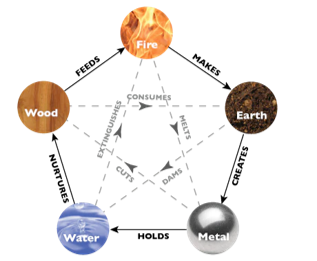 Fire
FEEDS
MAKES
CONSUMES
Wood
Earth
EXTINGUISHES
MELTS
NURTURES
CUTS
DAMS
CREATES
Water
HOLDS
Metal